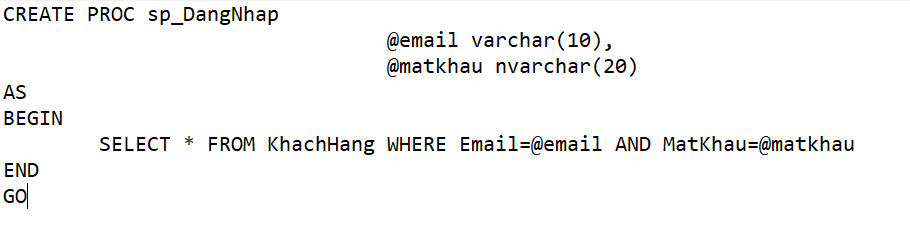 CREATE PROC sp_DangNhap
@email varchar(10),
@matkhau nvarchar(20)
AS
BEGIN
SELECT * FROM KhachHang WHERE Email=@email AND MatKhau=@matkhau
END
GO